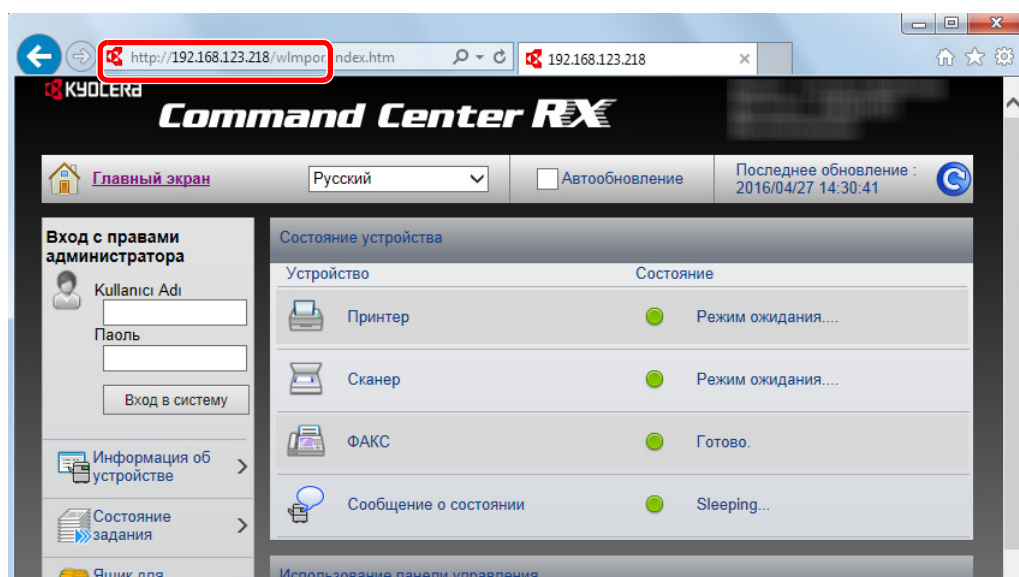 http://192.168.123.218/wlmpor ndex.htm
192.168.123.218
KYOCERA
Command Center RX
Главный экран
Русский
Автообновление
Последнее обновление :
2016/04/27 14:30:41
Вход с правами
администратора
Kullanıcı Adı
Паоль
Вход в систему
Информация об
устройстве
Состояние
задания
Ящик для
Состояние устройства
Устройство Состояние
Принтер Режим ожидания....
Сканер Режим ожидания....
ФАКС Готово.
Сообщение о состоянии Sleeping...
Использование панели управления